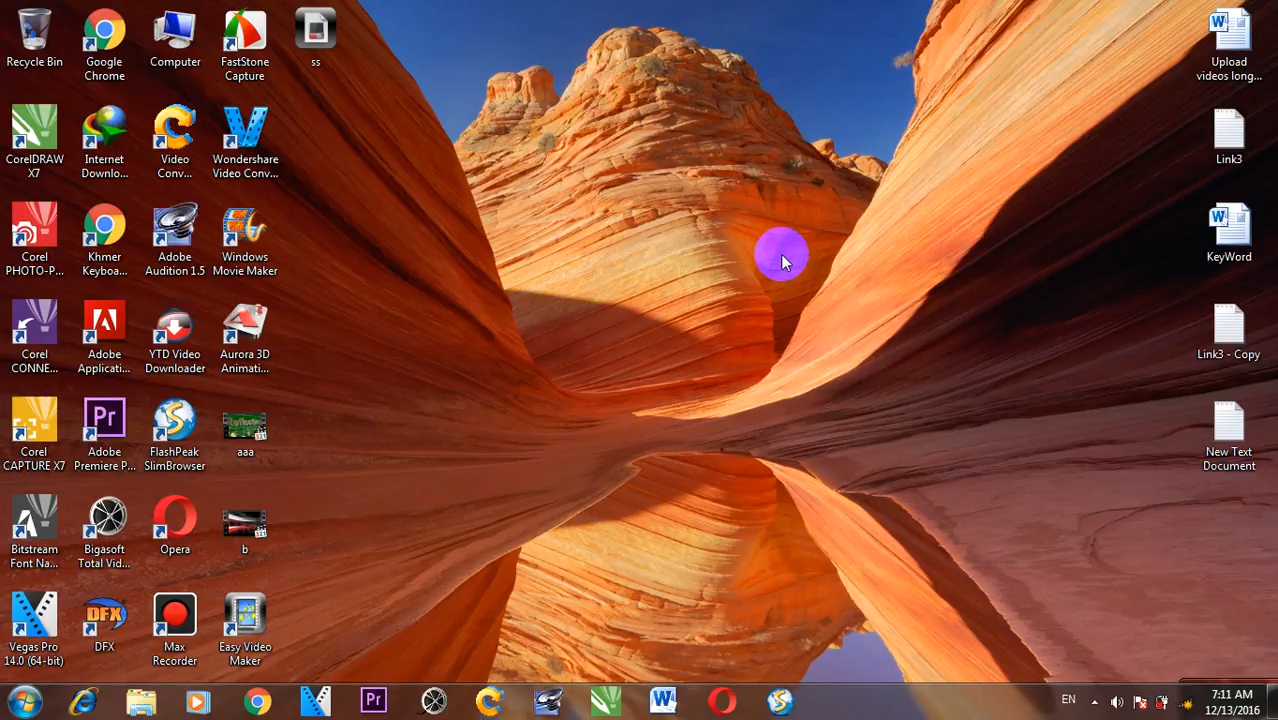 Recycle Bin
Google
Chrome
Computer
FastStone
Capture
ss
CorelDRAW
X7
Internet
Downlo...
Video
Conv...
Wondershare
Video Conv...
Corel
PHOTO-P...
Khmer
Keyboa...
Adobe
Audition 1.5
Windows
Movie Maker
Corel
CONNE...
Adobe
Applicati...
YTD Video
Downloader
Aurora 3D
Animati...
Corel
CAPTURE X7
Pr
Adobe
Premiere P...
FlashPeak
SlimBrowser
aaa
Bitstream
Font Na...
Bigasoft
Total Vid...
Opera
b
Vegas Pro
14.0 (64-bit)
DFX
DFX
Max
Recorder
Easy Video
Maker
Upload
videos long...
Link3
KeyWord
Link3 - Copy
New Text
Document
Pr
EN
7:11 AM
12/13/2016